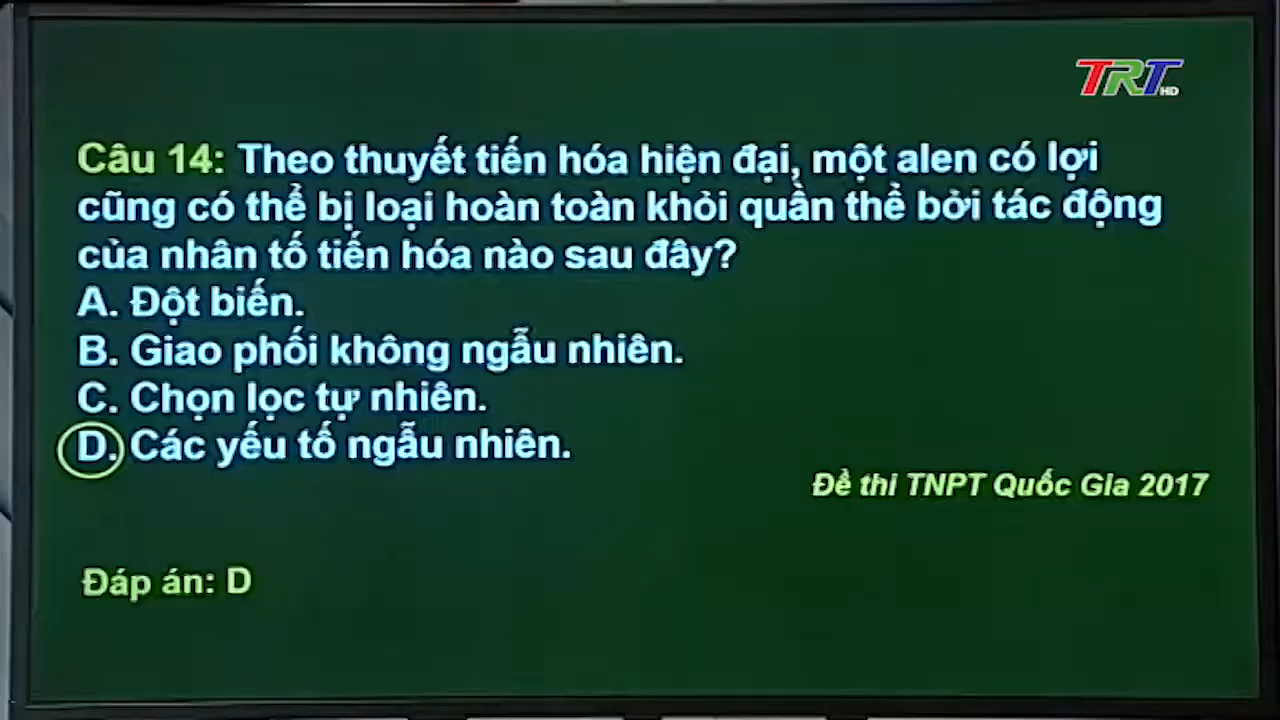 TRT HD
Câu 14: Theo thuyết tiến hóa hiện đại, một alen có lợi
cũng có thể bị loại hoàn toàn khỏi quần thể bởi tác động
của nhân tố tiến hóa nào sau đây?
A. Đột biến.
B. Giao phối không ngẫu nhiên.
C. Chọn lọc tự nhiên.
D. Các yếu tố ngẫu nhiên.
Đề thi TNPT Quốc Gia 2017
Đáp án: D